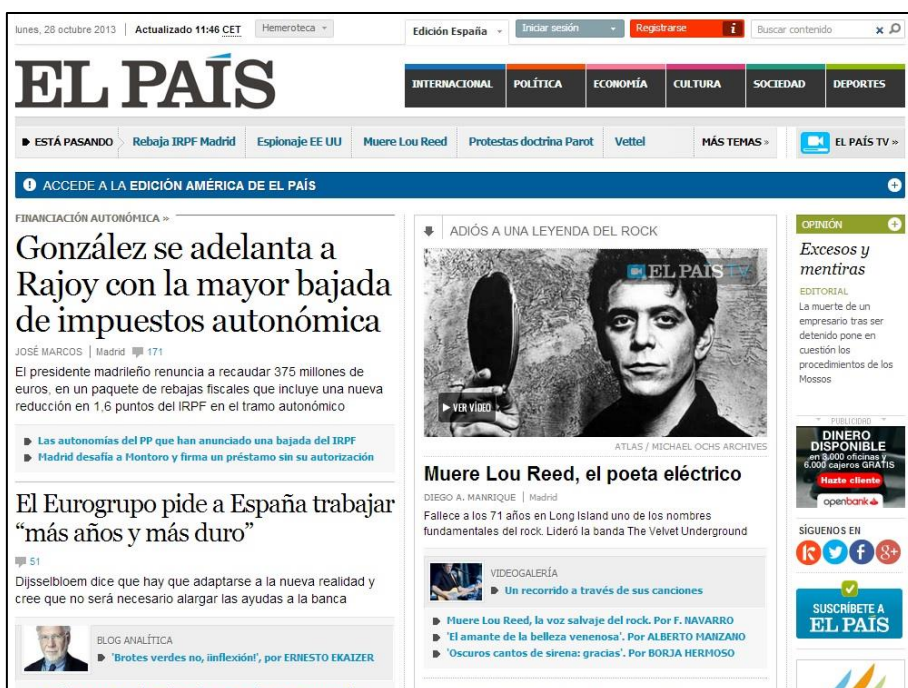 lunes, 28 octubre 2013 | Actualizado 11:46 CET Hemeroteca
Edición España Iniciar sesión Registrarse i Buscar contenido x
EL PAÍS
INTERNACIONAL POLÍTICA ECONOMÍA CULTURA SOCIEDAD DEPORTES
ESTÁ PASANDO Rebaja IRPF Madrid Espionaje EE UU Muere Lou Reed Protestas doctrina Parot Vettel MÁS TEMAS » EL PAÍS TV »
ACCEDE A LA EDICIÓN AMÉRICA DE EL PAÍS
FINANCIACIÓN AUTONÓMICA »
González se adelanta a
Rajoy con la mayor bajada
de impuestos autonómica
JOSÉ MARCOS | Madrid 171
El presidente madrileño renuncia a recaudar 375 millones de
euros, en un paquete de rebajas fiscales que incluye una nueva
reducción en 1,6 puntos del IRPF en el tramo autonómico
Las autonomías del PP que han anunciado una bajada del IRPF
Madrid desafía a Montoro y firma un préstamo sin su autorización
El Eurogrupo pide a España trabajar
“más años y más duro”
51
Dijsselbloem dice que hay que adaptarse a la nueva realidad y
cree que no será necesario alargar las ayudas a la banca
BLOG ANALÍTICA
'Brotes verdes no, ¡inflexión!', por ERNESTO EKAIZER
ADIÓS A UNA LEYENDA DEL ROCK
EL PAÍS TV
VER VÍDEO
ATLAS / MICHAEL OCHS ARCHIVES
Muere Lou Reed, el poeta eléctrico
DIEGO A. MANRIQUE | Madrid
Fallece a los 71 años en Long Island uno de los nombres
fundamentales del rock. Lideró la banda The Velvet Underground
VIDEOGALERÍA
Un recorrido a través de sus canciones
Muere Lou Reed, la voz salvaje del rock. Por F. NAVARRO
'El amante de la belleza venenosa'. Por ALBERTO MANZANO
'Oscuros cantos de sirena: gracias'. Por BORJA HERMOSO
OPINIÓN
Excesos y
mentiras
EDITORIAL
La muerte de un
empresario tras ser
detenido pone en
cuestión los
procedimientos de los
Mossos
PUBLICIDAD
DINERO
DISPONIBLE
en 3.000 oficinas y
6.000 cajeros GRATIS
Hazte cliente
openbank
SÍGUENOS EN
SUSCRÍBETE A
EL PAÍS